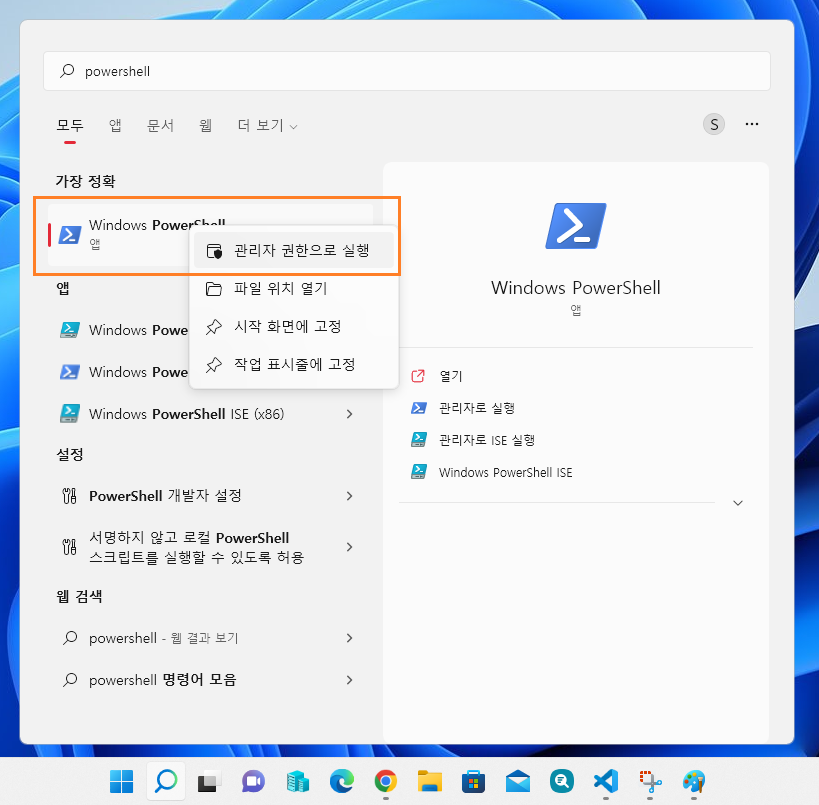 powershell
모두 앱 문서 웹 더 보기
S
가장 정확
Windows PowerShell
앱
관리자 권한으로 실행
파일 위치 열기
시작 화면에 고정
작업 표시줄에 고정
앱
Windows Powe
Windows Powe
Windows PowerShell ISE (x86)
설정
PowerShell 개발자 설정
서명하지 않고 로컬 PowerShell
스크립트를 실행할 수 있도록 허용
웹 검색
powershell - 웹 결과 보기
powershell 명령어 모음
Windows PowerShell
앱
열기
관리자로 실행
관리자로 ISE 실행
Windows PowerShell ISE